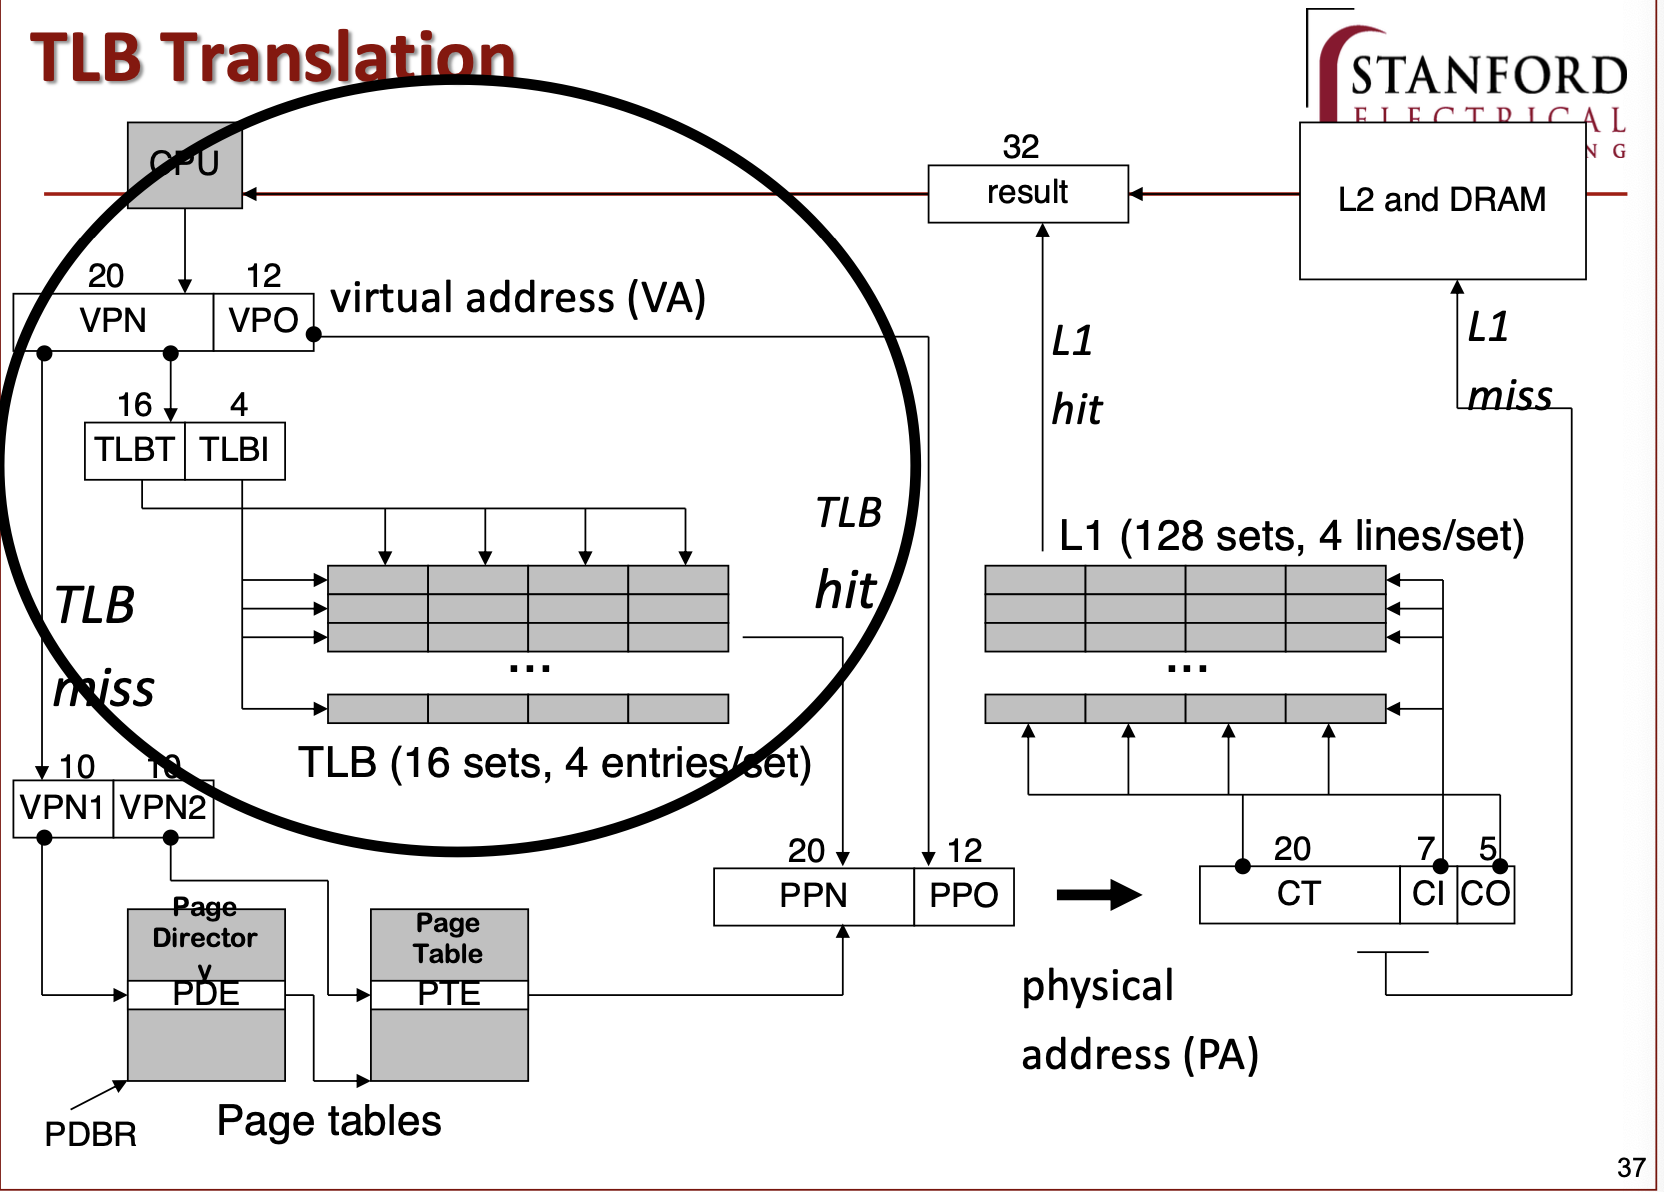 TLB Translation
STANFORD
ELECTRICAL
NG
CPU
32
result
L2 and DRAM
20 12
VPN VPO
virtual address (VA)
L1
hit
L1
miss
16 4
TLBT TLBI
TLB
hit
L1 (128 sets, 4 lines/set)
TLB
miss
...
...
TLB (16 sets, 4 entries/set)
10 10
VPN1 VPN2
20 12
PPN PPO
20 7 5
CT CI CO
Page
Director
y
PDE
Page
Table
PTE
physical
address (PA)
PDBR
Page tables
37